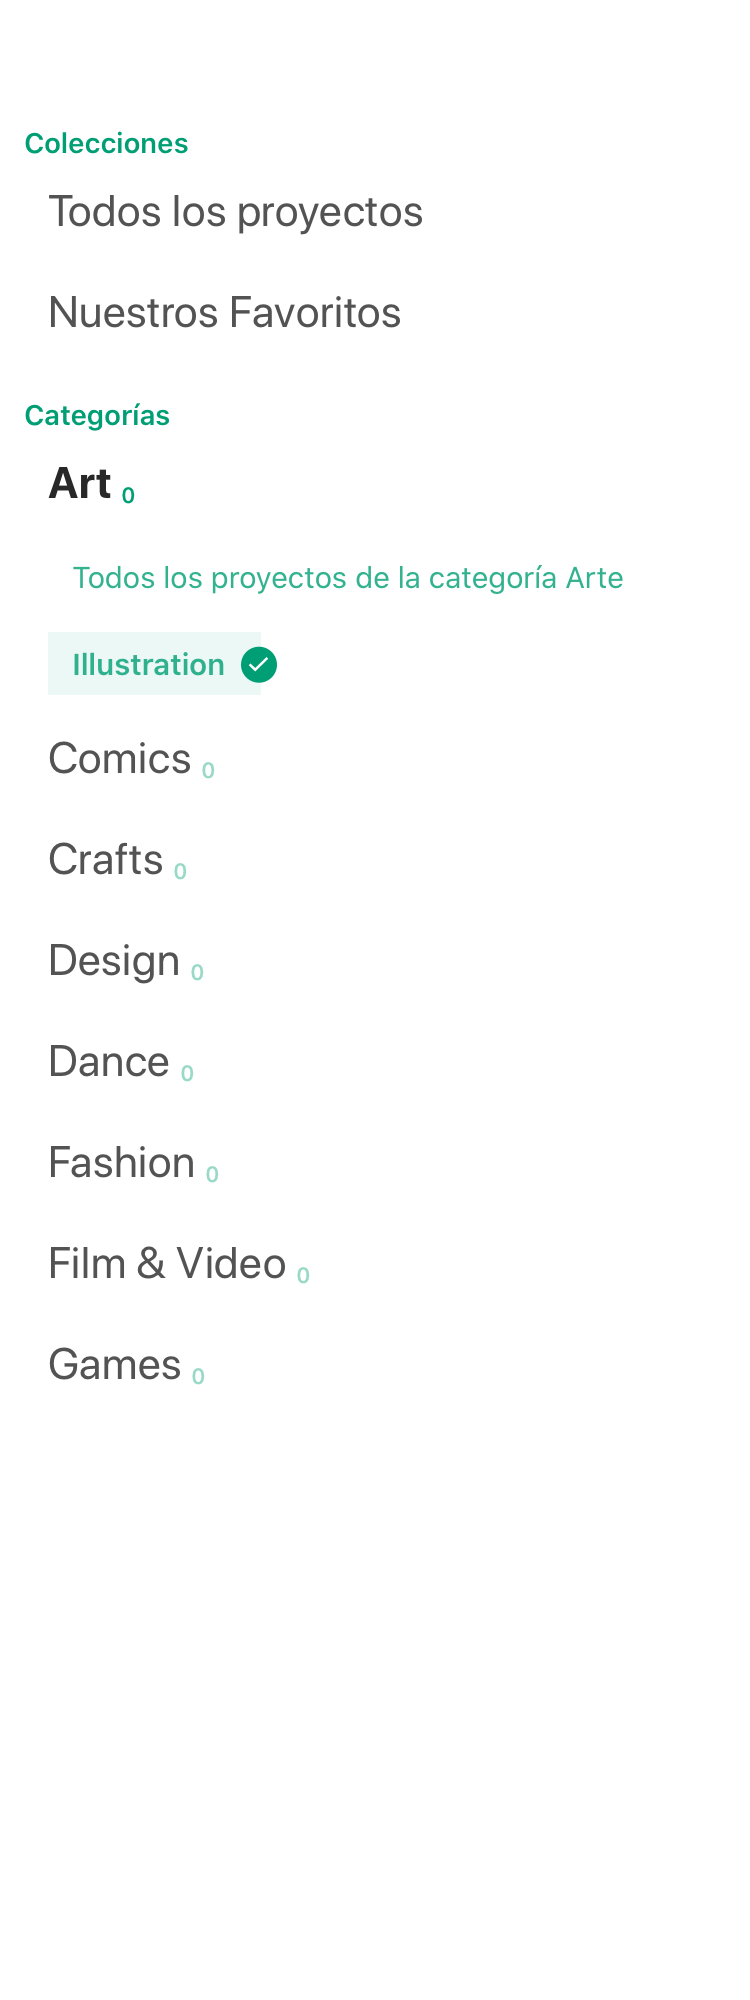 Colecciones
Todos los proyectos
Nuestros Favoritos
Categorías
Art 0
Todos los proyectos de la categoría Arte
Illustration
Comics 0
Crafts 0
Design 0
Dance 0
Fashion 0
Film & Video 0
Games 0